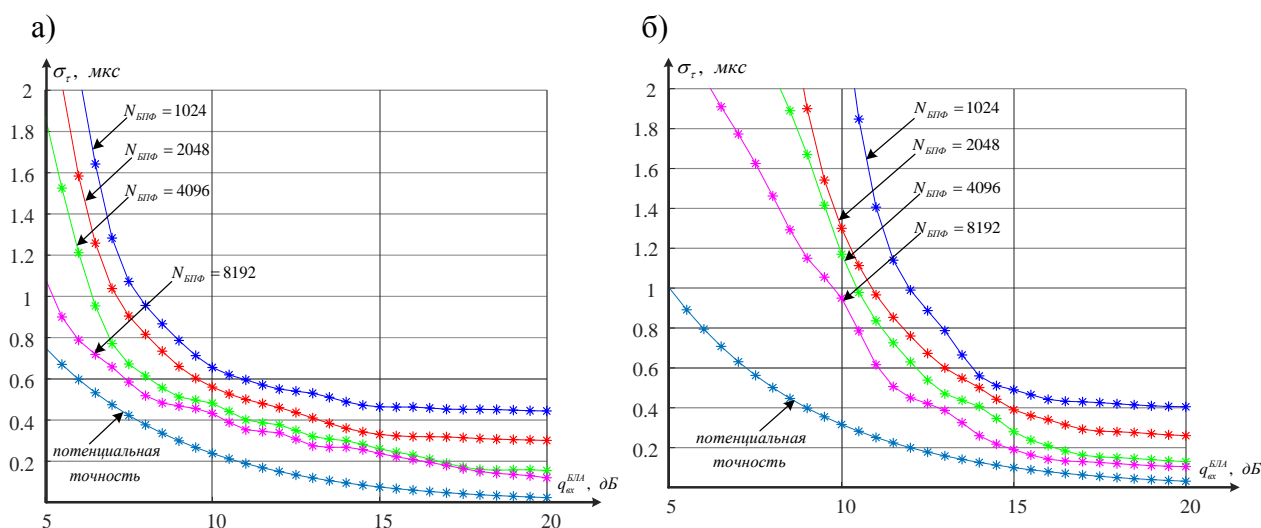 а)
σ_τ, мкс
2
1.8
1.6
1.4
1.2
1
0.8
0.6
0.4
0.2
N_БПФ = 1024
N_БПФ = 2048
N_БПФ = 4096
N_БПФ = 8192
потенциальная
точность
q_вх^БЛА, дБ
5
10
15
20
б)
σ_τ, мкс
2
1.8
1.6
1.4
1.2
1
0.8
0.6
0.4
0.2
N_БПФ = 1024
N_БПФ = 2048
N_БПФ = 4096
N_БПФ = 8192
потенциальная
точность
q_вх^БЛА, дБ
5
10
15
20